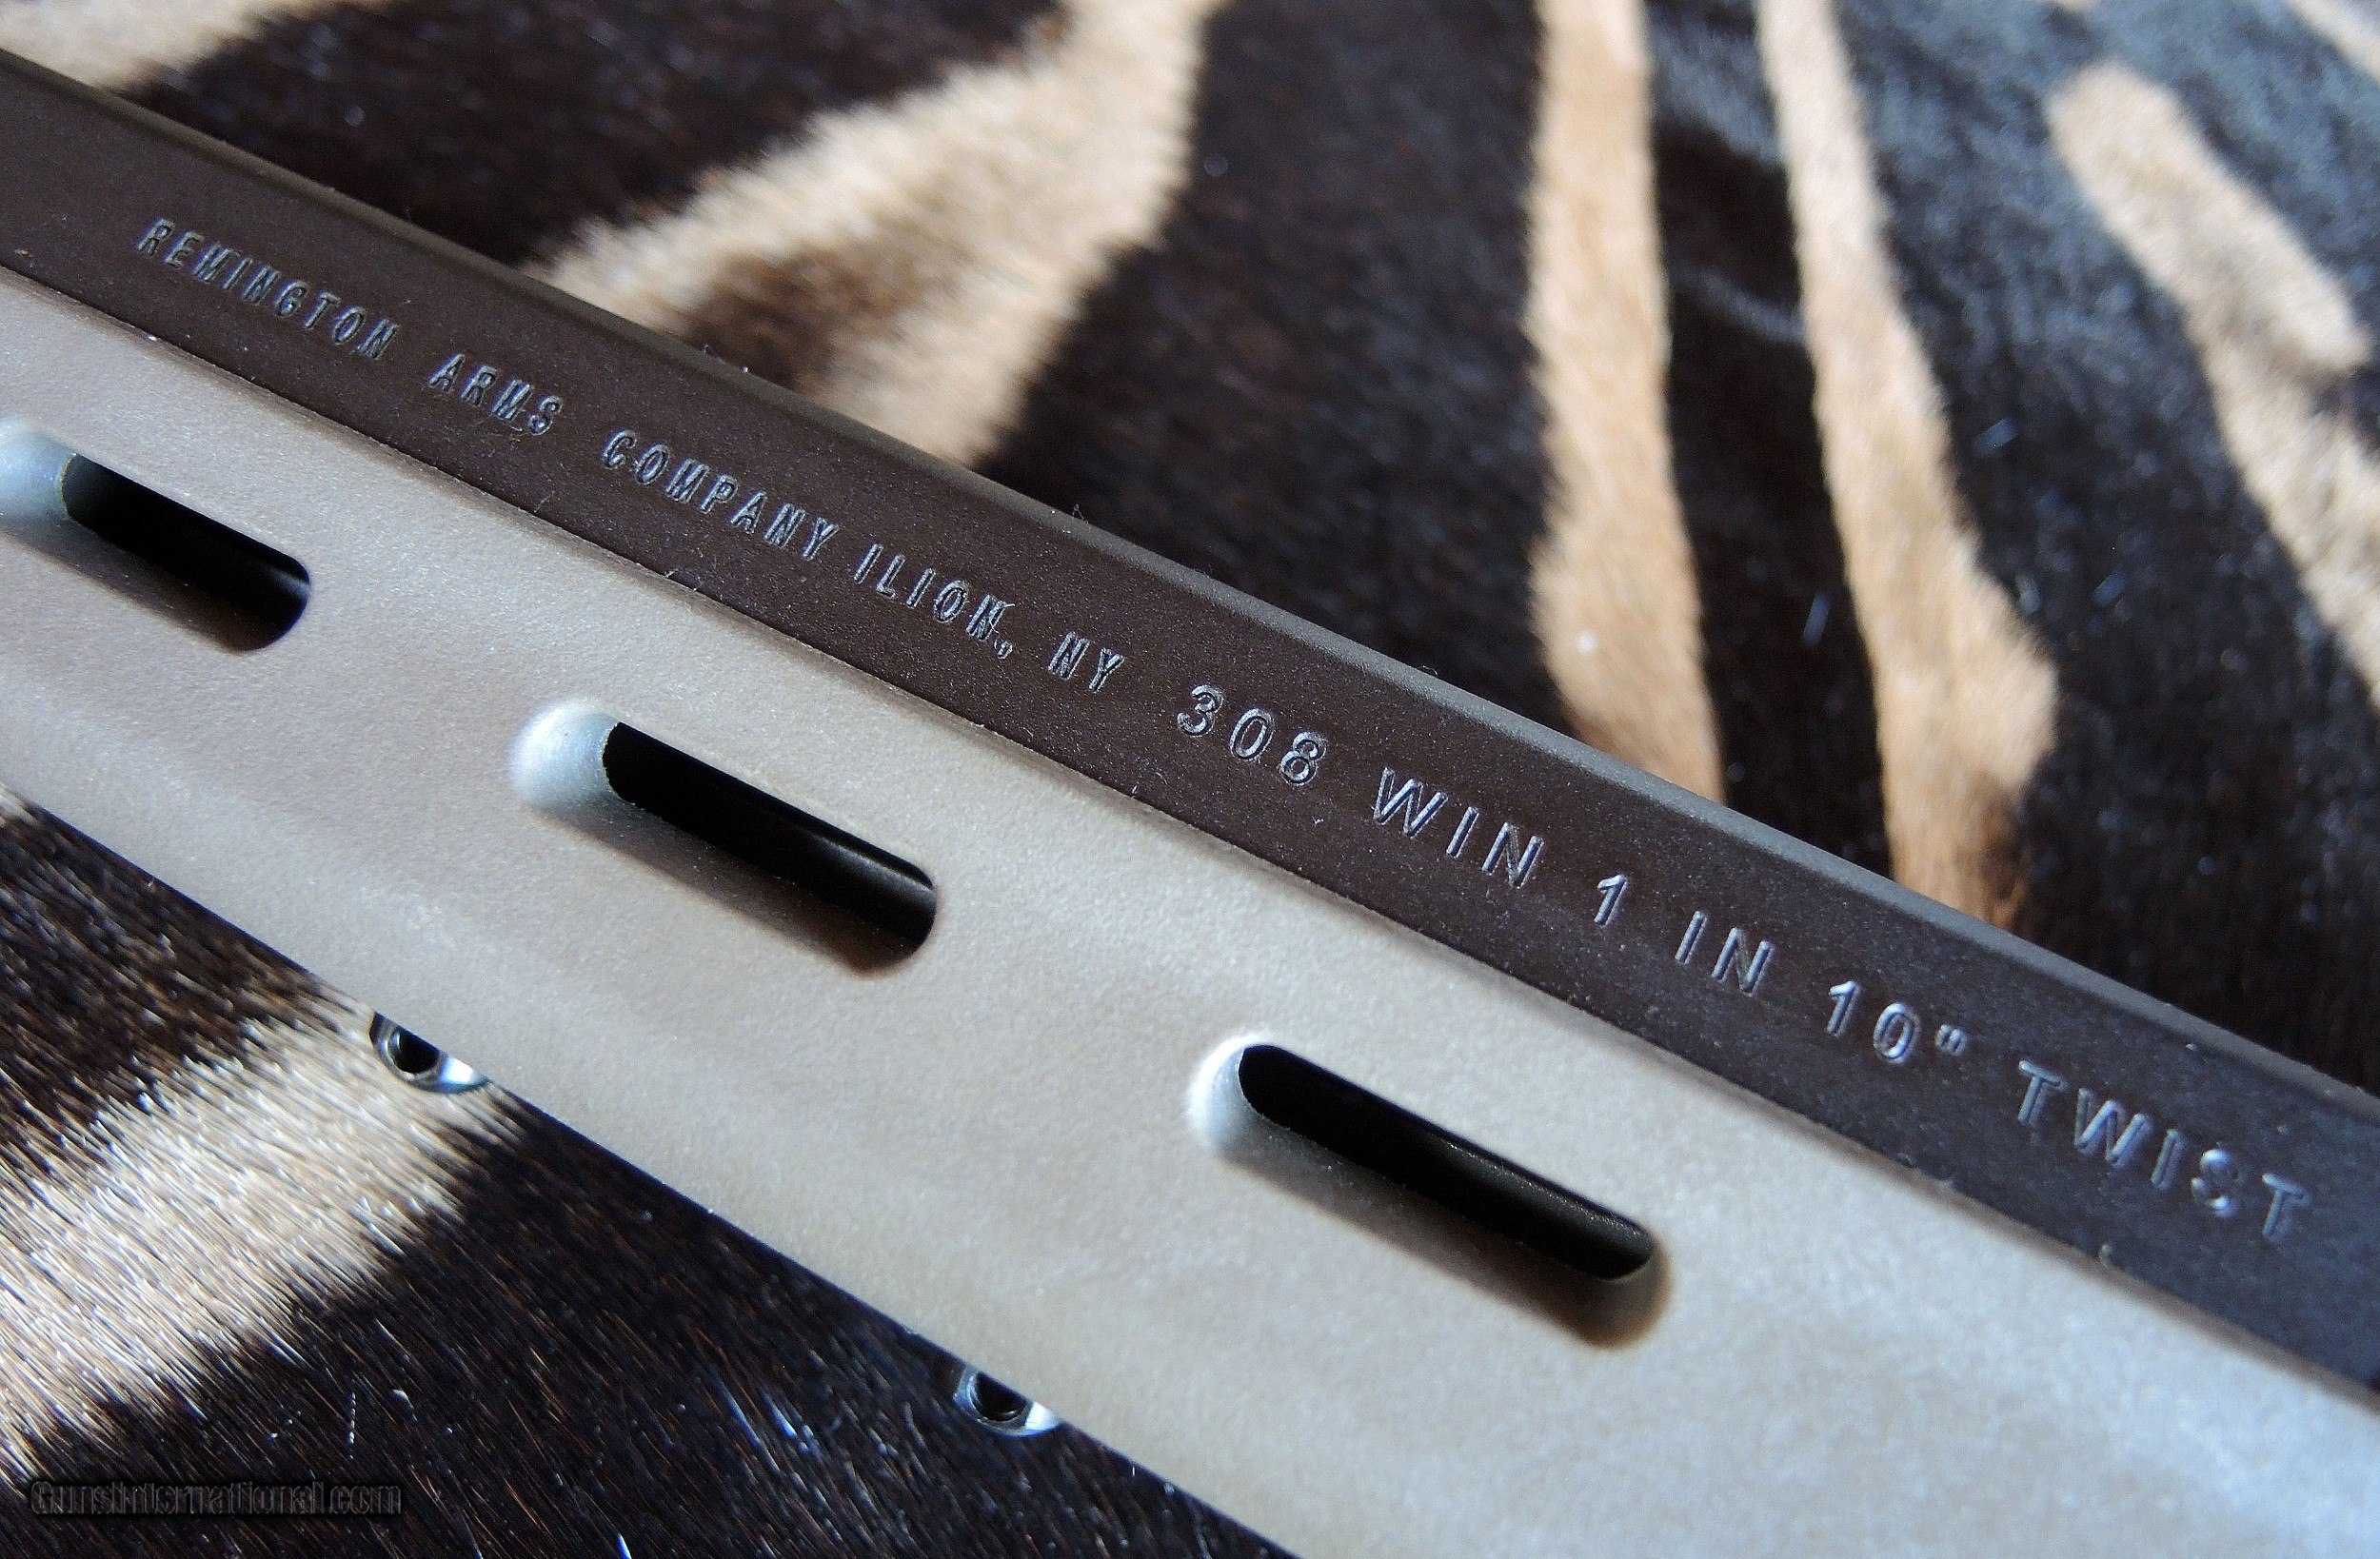 REMINGTON ARMS COMPANY ILION, NY 308 WIN 1 IN 10" TWIST
GunsInternational.com